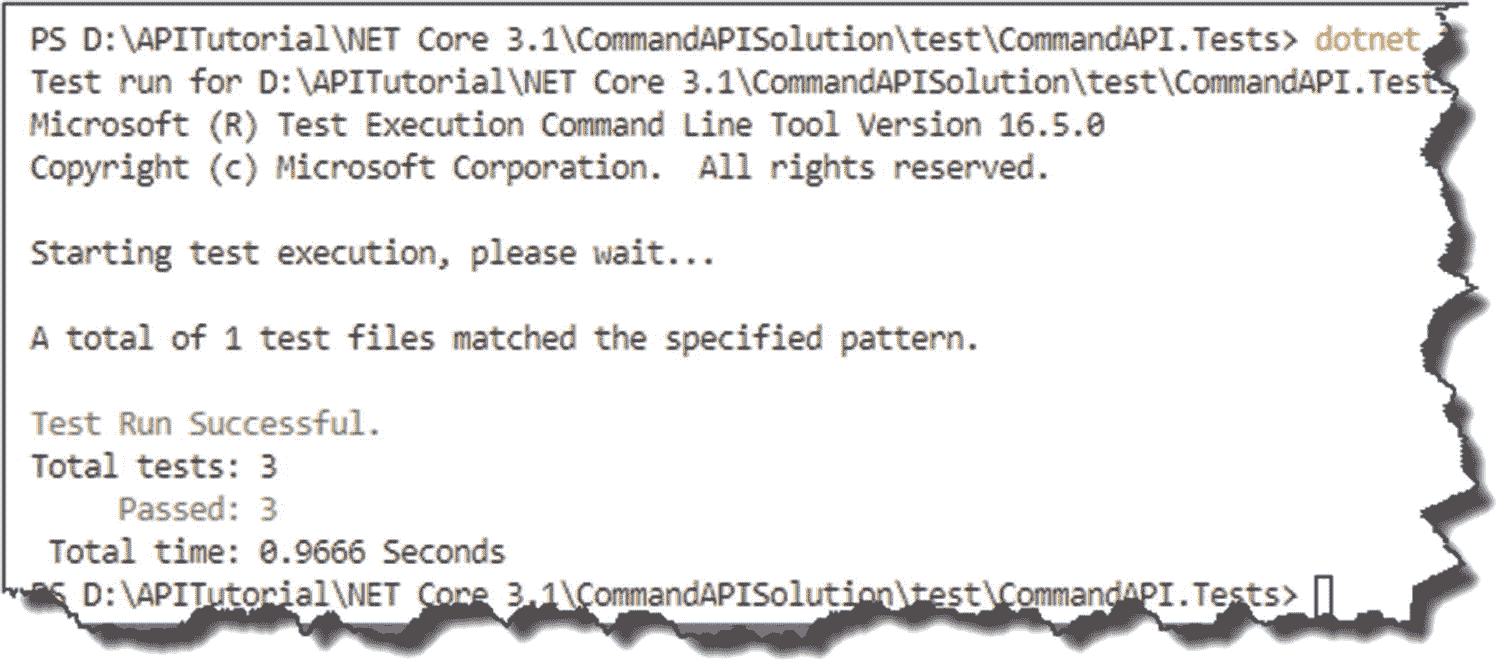 PS D:\APITutorial\NET Core 3.1\CommandAPISolution\test\CommandAPI.Tests> dotnet
Test run for D:\APITutorial\NET Core 3.1\CommandAPISolution\test\CommandAPI.Tests
Microsoft (R) Test Execution Command Line Tool Version 16.5.0
Copyright (c) Microsoft Corporation.  All rights reserved.
Starting test execution, please wait...
A total of 1 test files matched the specified pattern.
Test Run Successful.
Total tests: 3
Passed: 3
Total time: 0.9666 Seconds
PS D:\APITutorial\NET Core 3.1\CommandAPISolution\test\CommandAPI.Tests>